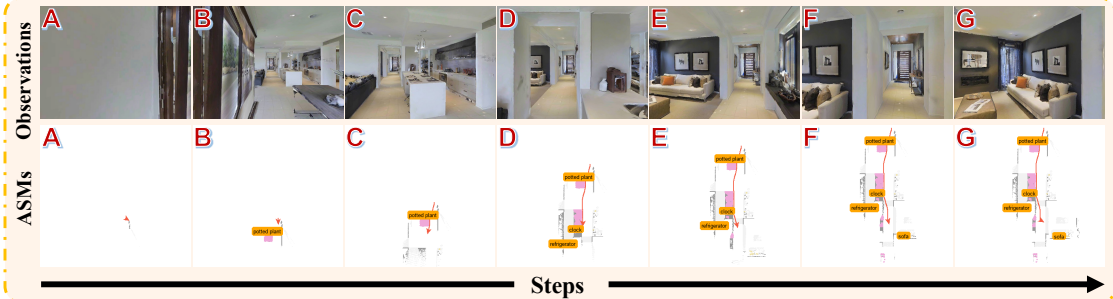 Observations
A B C D E F G
ASMs
A B C D E F G
potted plant
potted plant
potted plant
clock
refrigerator
potted plant
clock
refrigerator
potted plant
clock
refrigerator
sofa
potted plant
clock
refrigerator
sofa
Steps